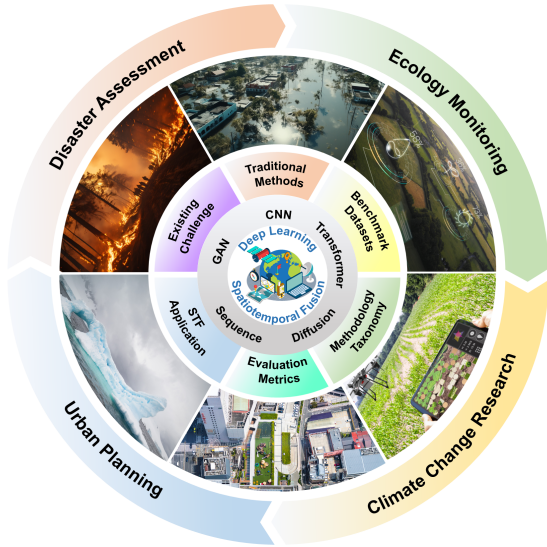 Disaster Assessment
Ecology Monitoring
Climate Change Research
Urban Planning
Traditional
Methods
Benchmark
Datasets
Methodology
Taxonomy
Evaluation
Metrics
STF
Application
Existing
Challenge
CNN
Transformer
Diffusion
Sequence
GAN
Deep Learning
Spatiotemporal Fusion